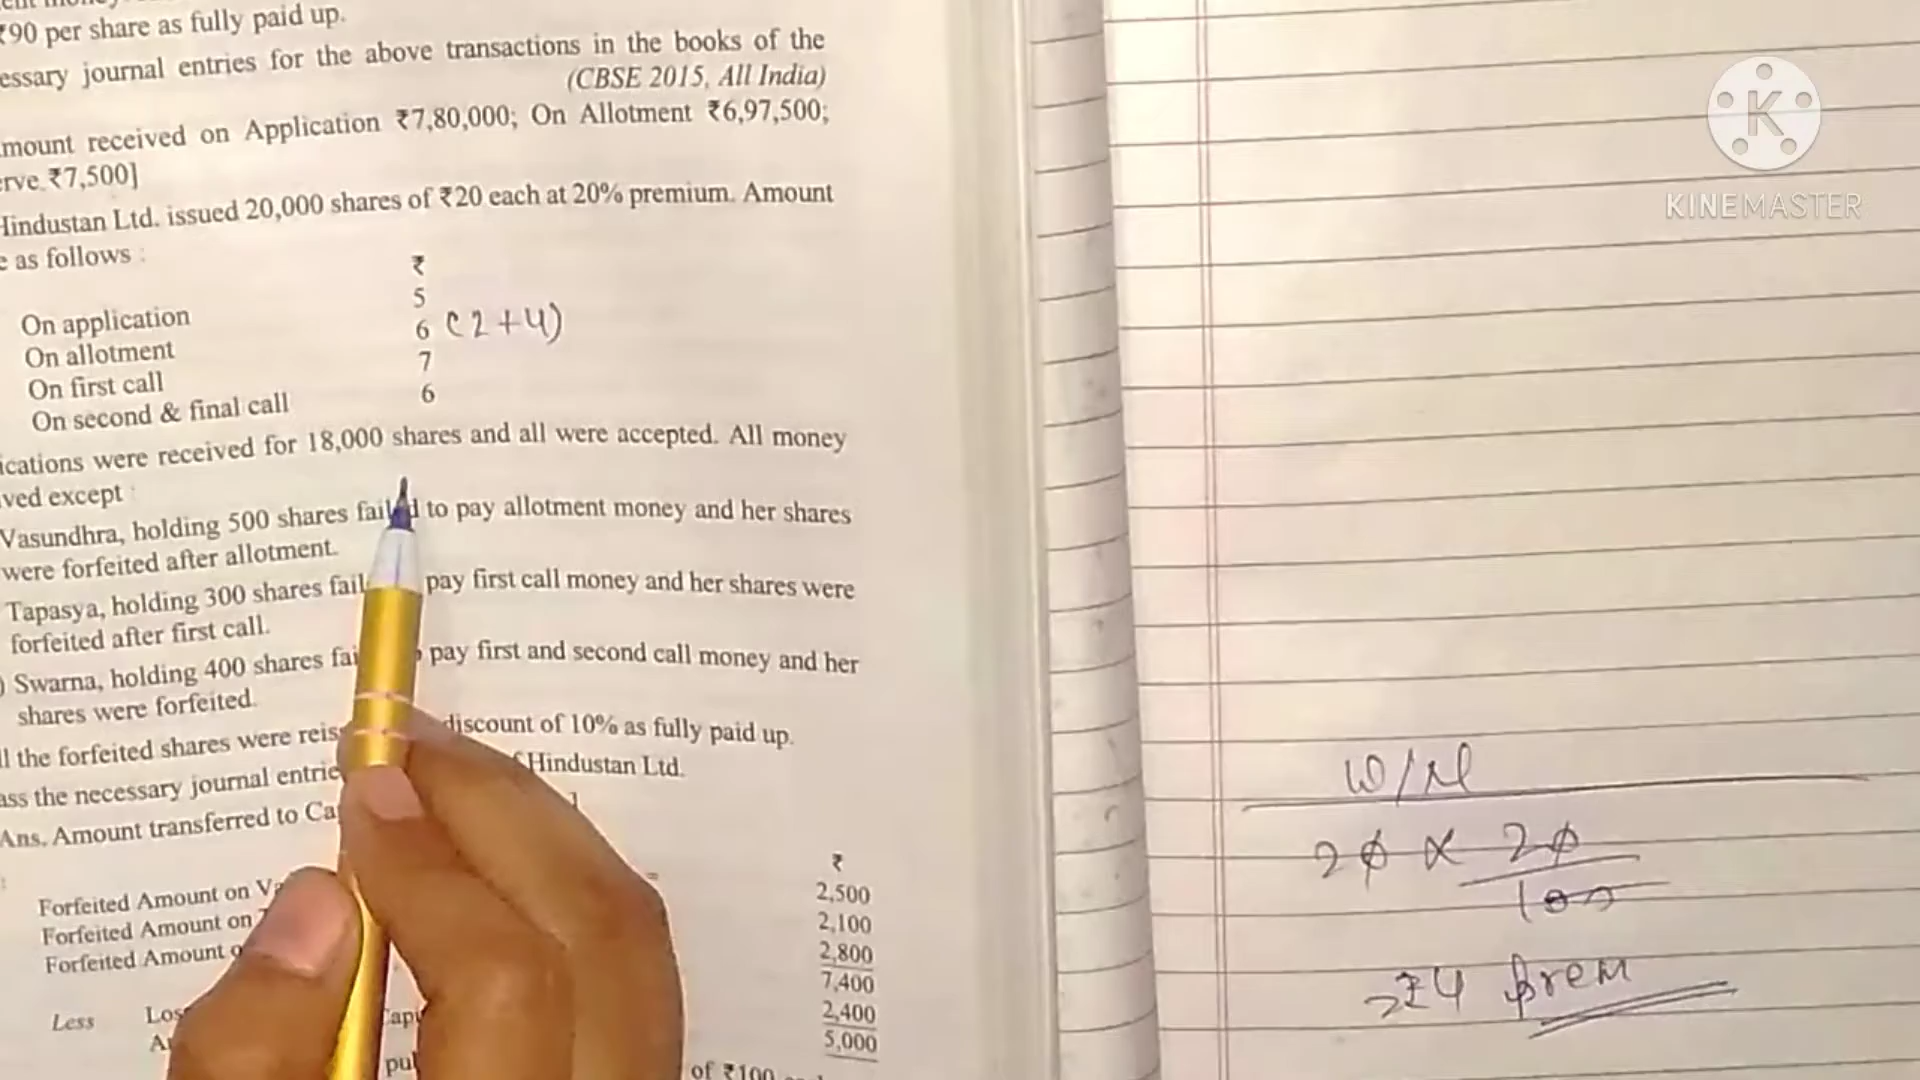 ₹90 per share as fully paid up.
essary journal entries for the above transactions in the books of the
(CBSE 2015, All India)
mount received on Application ₹7,80,000; On Allotment ₹6,97,500;
erve ₹7,500]
Hindustan Ltd. issued 20,000 shares of ₹20 each at 20% premium. Amount
e as follows :
₹
On application 5
On allotment 6 (2+4)
On first call 7
On second & final call 6
ications were received for 18,000 shares and all were accepted. All money
ved except :
Vasundhra, holding 500 shares failed to pay allotment money and her shares
were forfeited after allotment.
Tapasya, holding 300 shares fail pay first call money and her shares were
forfeited after first call.
) Swarna, holding 400 shares fai pay first and second call money and her
shares were forfeited.
ll the forfeited shares were reis discount of 10% as fully paid up.
ass the necessary journal entrie Hindustan Ltd.
Ans. Amount transferred to Ca
₹
Forfeited Amount on Va 2,500
Forfeited Amount on 2,100
Forfeited Amount o 2,800
7,400
Less Los Capi 2,400
5,000
of ₹100
KINEMASTER
W/N
20 × 20
100
₹4 prem